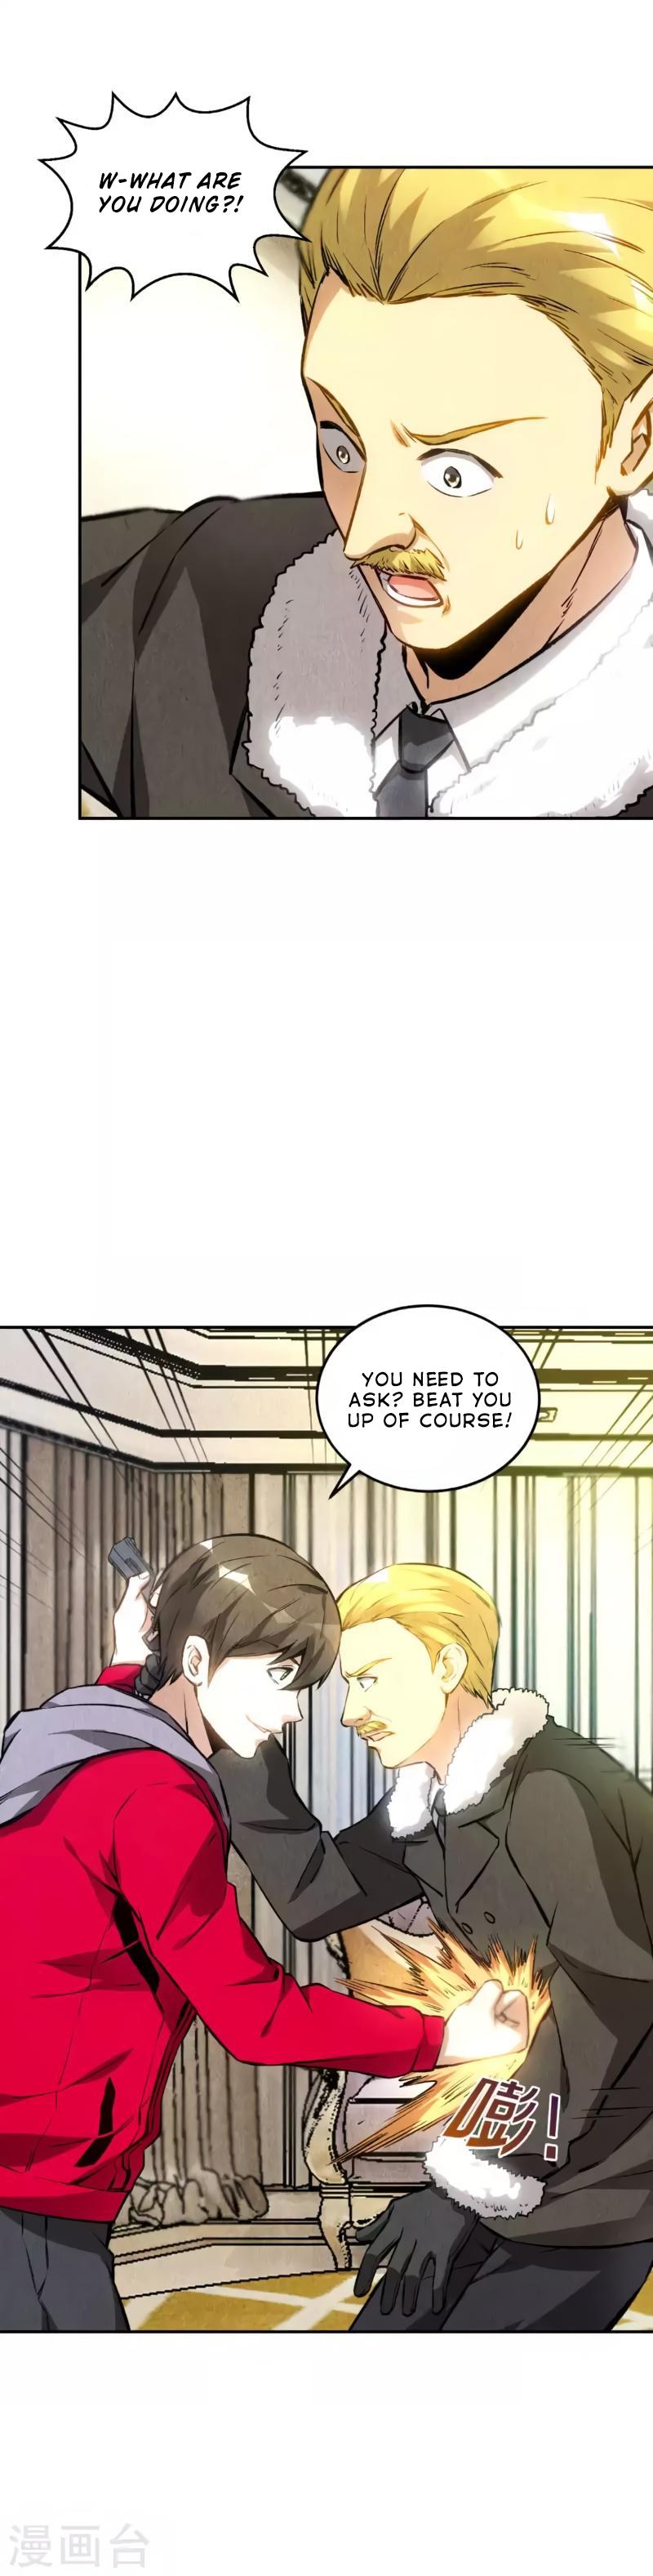 W-WHAT ARE
YOU DOING?!
YOU NEED TO
ASK? BEAT YOU
UP OF COURSE!
嘭!
漫画台